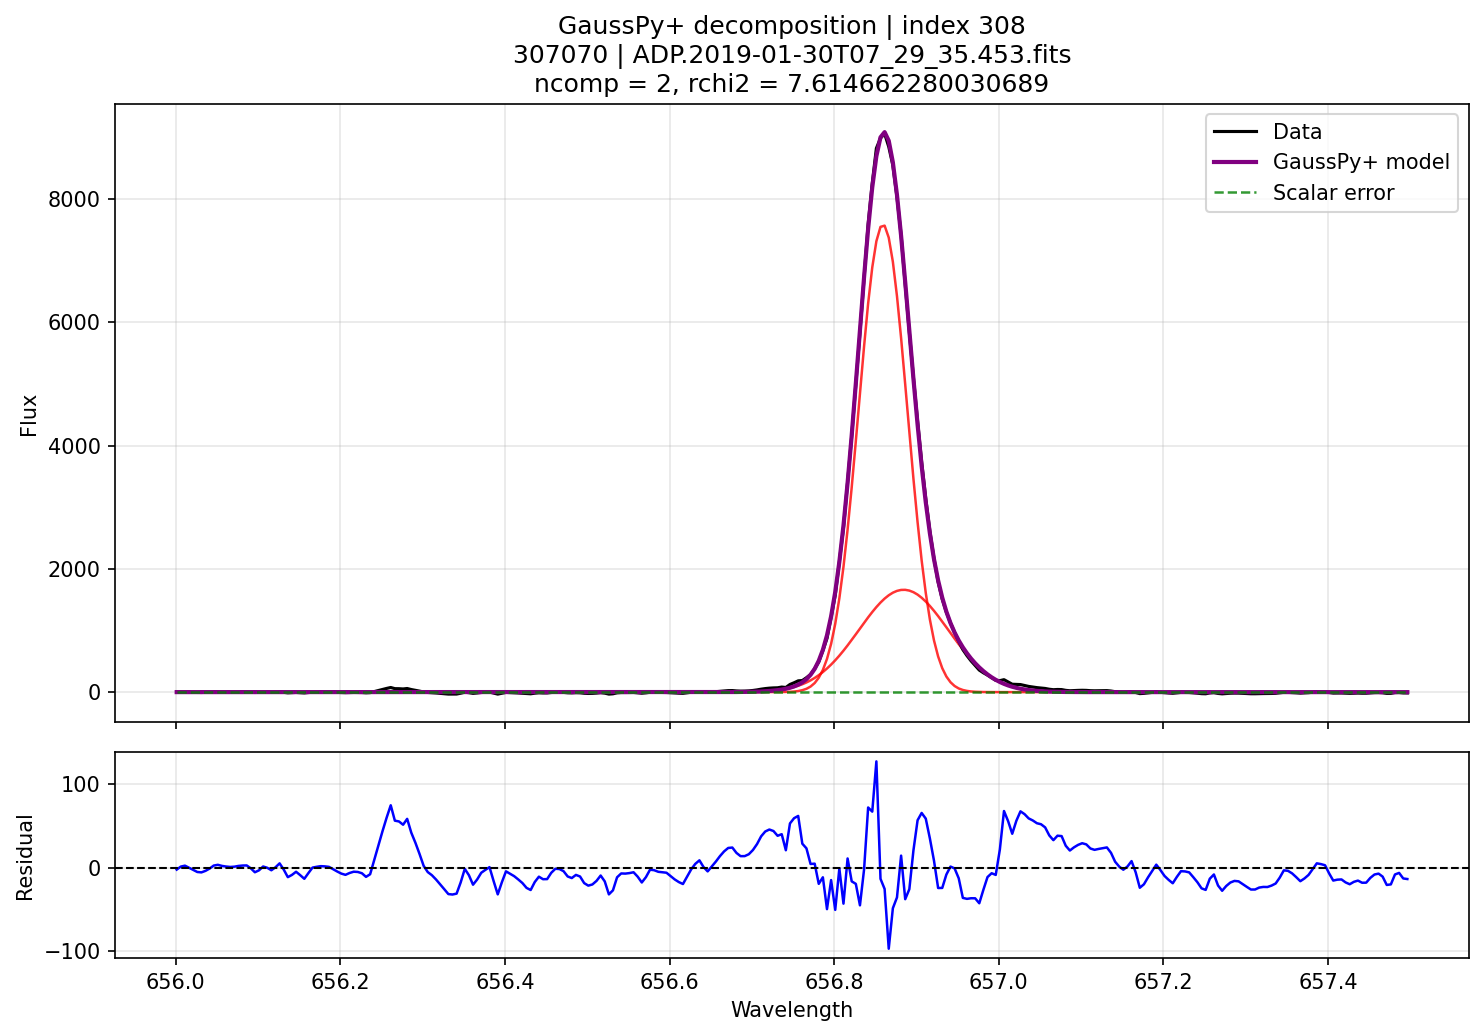 GaussPy+ decomposition | index 308
307070 | ADP.2019-01-30T07_29_35.453.fits
ncomp = 2, rchi2 = 7.614662280030689
Data
GaussPy+ model
Scalar error
Flux
8000
6000
4000
2000
0
Residual
100
0
−100
656.0 656.2 656.4 656.6 656.8 657.0 657.2 657.4
Wavelength